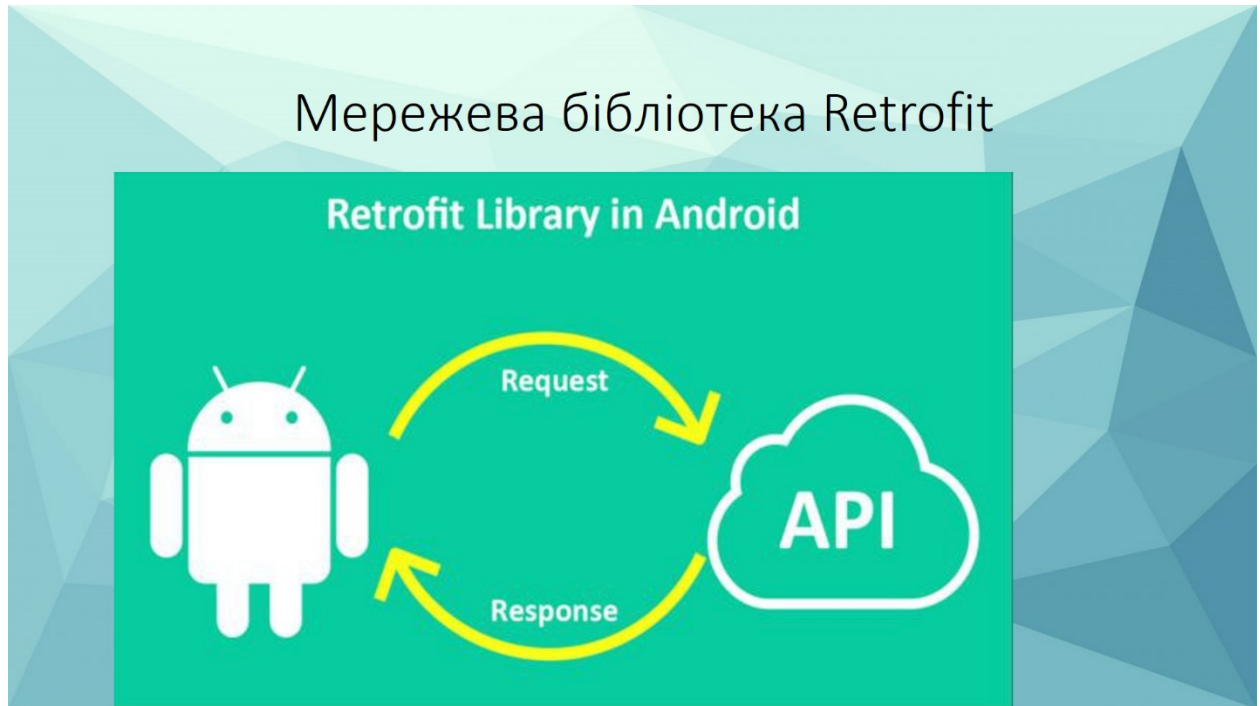 Мережева бібліотека Retrofit
Retrofit Library in Android
Request
API
Response